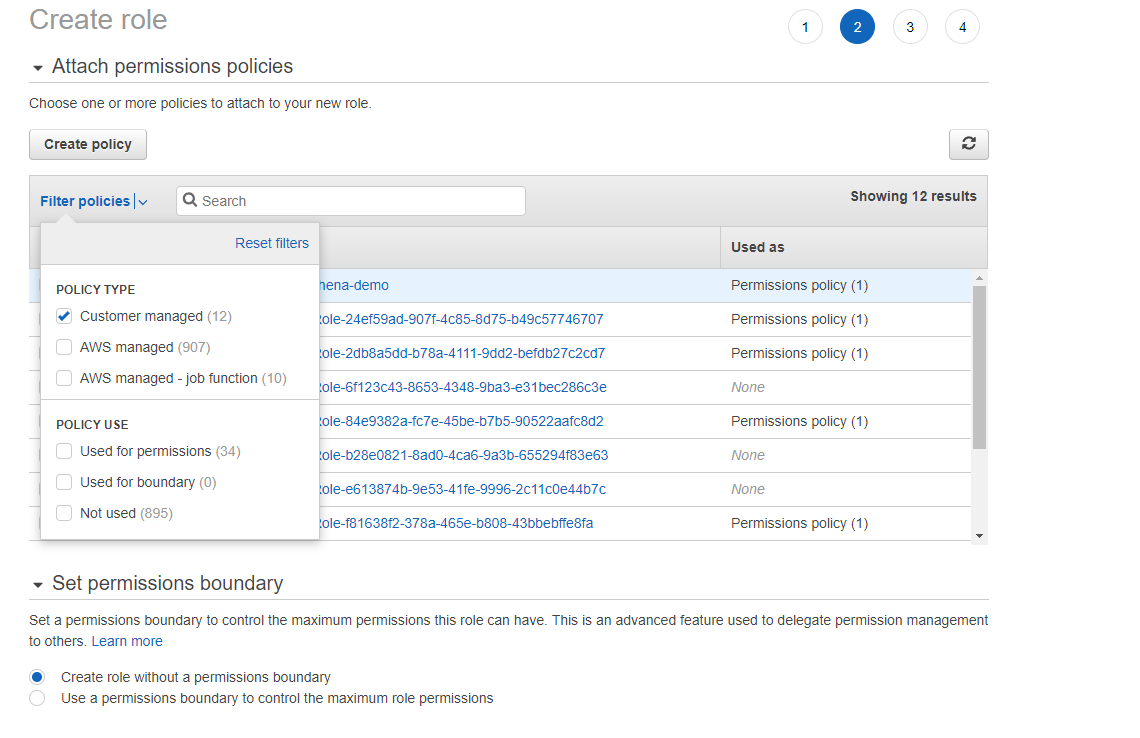 Create role
1 2 3 4
Attach permissions policies
Choose one or more policies to attach to your new role.
Create policy
Filter policies
Search
Showing 12 results
Reset filters
Used as
POLICY TYPE
Customer managed (12)
AWS managed (907)
AWS managed - job function (10)
POLICY USE
Used for permissions (34)
Used for boundary (0)
Not used (895)
hena-demo Permissions policy (1)
ole-24ef59ad-907f-4c85-8d75-b49c57746707 Permissions policy (1)
ole-2db8a5dd-b78a-4111-9dd2-befdb27c2cd7 Permissions policy (1)
ole-6f123c43-8653-4348-9ba3-e31bec286c3e None
ole-84e9382a-fc7e-45be-b7b5-90522aafc8d2 Permissions policy (1)
ole-b28e0821-8ad0-4ca6-9a3b-655294f83e63 None
ole-e613874b-9e53-41fe-9996-2c11c0e44b7c None
ole-f81638f2-378a-465e-b808-43bbebffe8fa Permissions policy (1)
Set permissions boundary
Set a permissions boundary to control the maximum permissions this role can have. This is an advanced feature used to delegate permission management
to others. Learn more
Create role without a permissions boundary
Use a permissions boundary to control the maximum role permissions